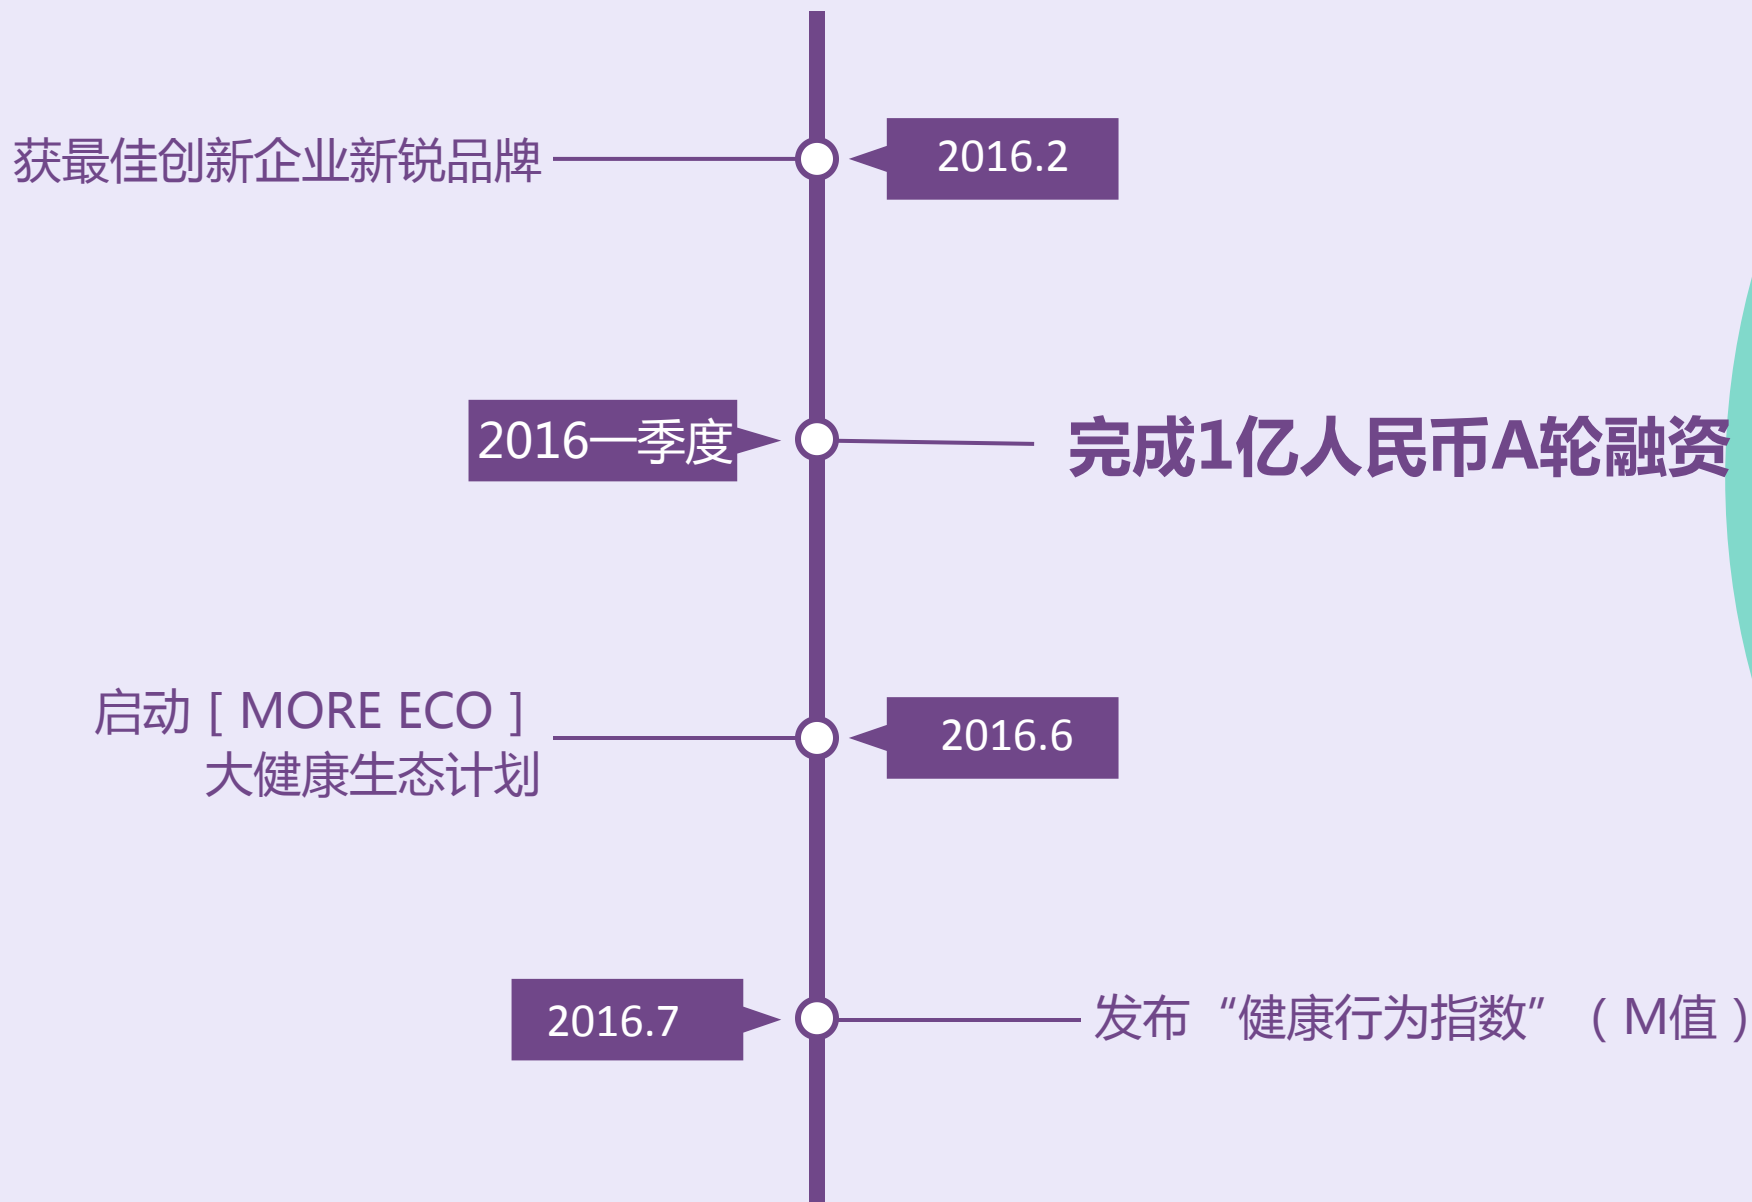 获最佳创新企业新锐品牌
2016.2
2016一季度
完成1亿人民币A轮融资
启动［MORE ECO］
大健康生态计划
2016.6
2016.7
发布“健康行为指数”（M值）